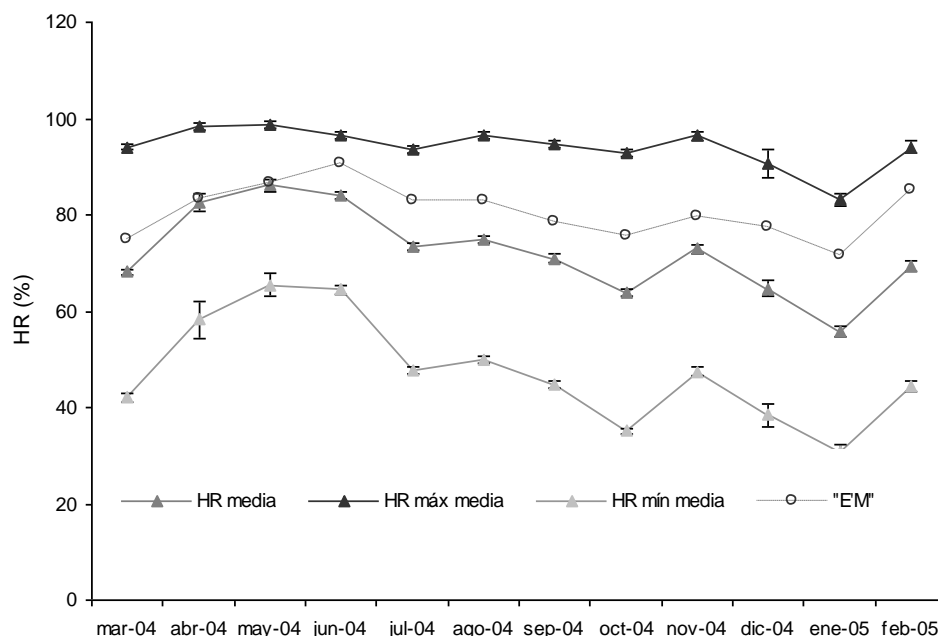 120
100
80
60
40
20
0
HR (%)
HR media HR máx media HR mín media "E'M"
mar-04 abr-04 may-04 jun-04 jul-04 ago-04 sep-04 oct-04 nov-04 dic-04 ene-05 feb-05